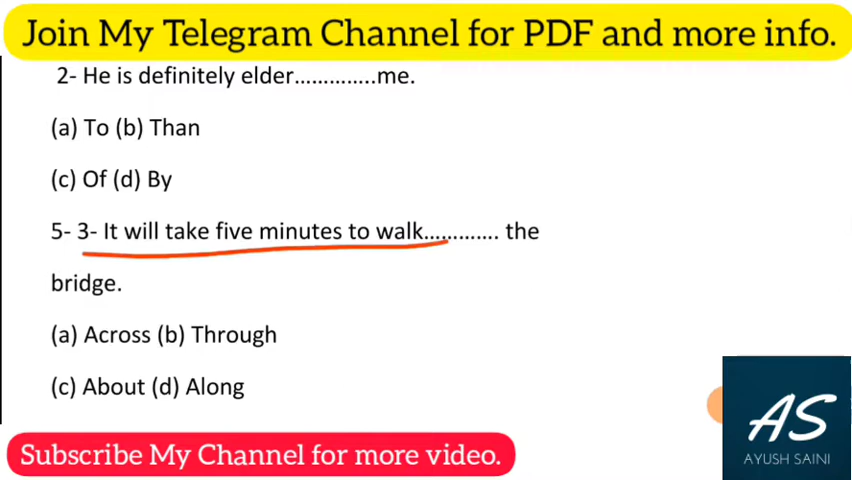 Join My Telegram Channel for PDF and more info.
2- He is definitely elder…………..me.
(a) To (b) Than
(c) Of (d) By
5- 3- It will take five minutes to walk…………. the
bridge.
(a) Across (b) Through
(c) About (d) Along
AS
AYUSH SAINI
Subscribe My Channel for more video.